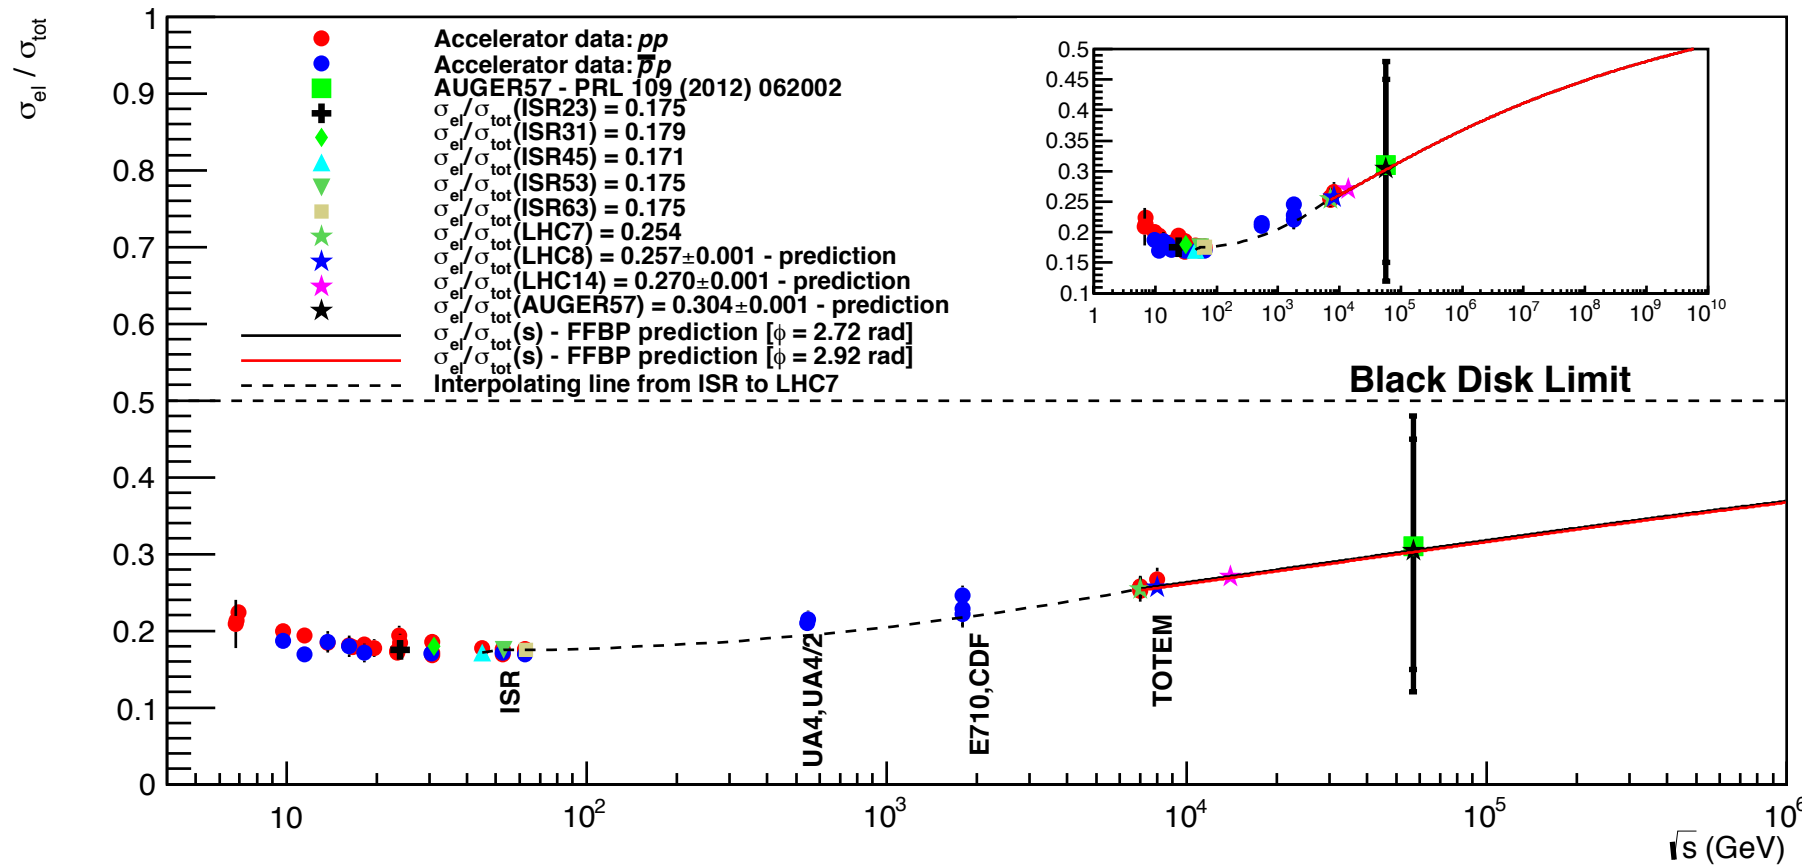 σel / σtot
1
0.9
0.8
0.7
0.6
0.5
0.4
0.3
0.2
0.1
0
Accelerator data: pp
Accelerator data: p̅p
AUGER57 - PRL 109 (2012) 062002
σel/σtot(ISR23) = 0.175
σel/σtot(ISR31) = 0.179
σel/σtot(ISR45) = 0.171
σel/σtot(ISR53) = 0.175
σel/σtot(ISR63) = 0.175
σel/σtot(LHC7) = 0.254
σel/σtot(LHC8) = 0.257±0.001 - prediction
σel/σtot(LHC14) = 0.270±0.001 - prediction
σel/σtot(AUGER57) = 0.304±0.001 - prediction
σel/σtot(s) - FFBP prediction [ϕ = 2.72 rad]
σel/σtot(s) - FFBP prediction [ϕ = 2.92 rad]
Interpolating line from ISR to LHC7
0.5
0.45
0.4
0.35
0.3
0.25
0.2
0.15
0.1
1 10 10² 10³ 10⁴ 10⁵ 10⁶ 10⁷ 10⁸ 10⁹ 10¹⁰
Black Disk Limit
ISR
UA4,UA4/2
E710,CDF
TOTEM
10 10² 10³ 10⁴ 10⁵ 10⁶
√s (GeV)